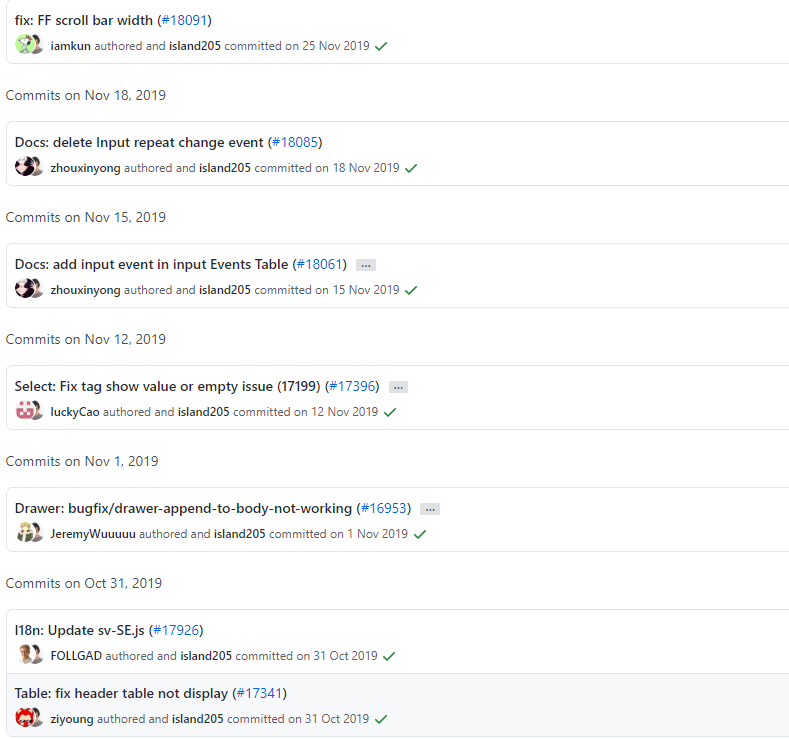 fix: FF scroll bar width (#18091)
iamkun authored and island205 committed on 25 Nov 2019
Commits on Nov 18, 2019
Docs: delete Input repeat change event (#18085)
zhouxinyong authored and island205 committed on 18 Nov 2019
Commits on Nov 15, 2019
Docs: add input event in input Events Table (#18061) ...
zhouxinyong authored and island205 committed on 15 Nov 2019
Commits on Nov 12, 2019
Select: Fix tag show value or empty issue (17199) (#17396) ...
luckyCao authored and island205 committed on 12 Nov 2019
Commits on Nov 1, 2019
Drawer: bugfix/drawer-append-to-body-not-working (#16953) ...
JeremyWuuuuu authored and island205 committed on 1 Nov 2019
Commits on Oct 31, 2019
I18n: Update sv-SE.js (#17926)
FOLLGAD authored and island205 committed on 31 Oct 2019
Table: fix header table not display (#17341)
ziyoung authored and island205 committed on 31 Oct 2019